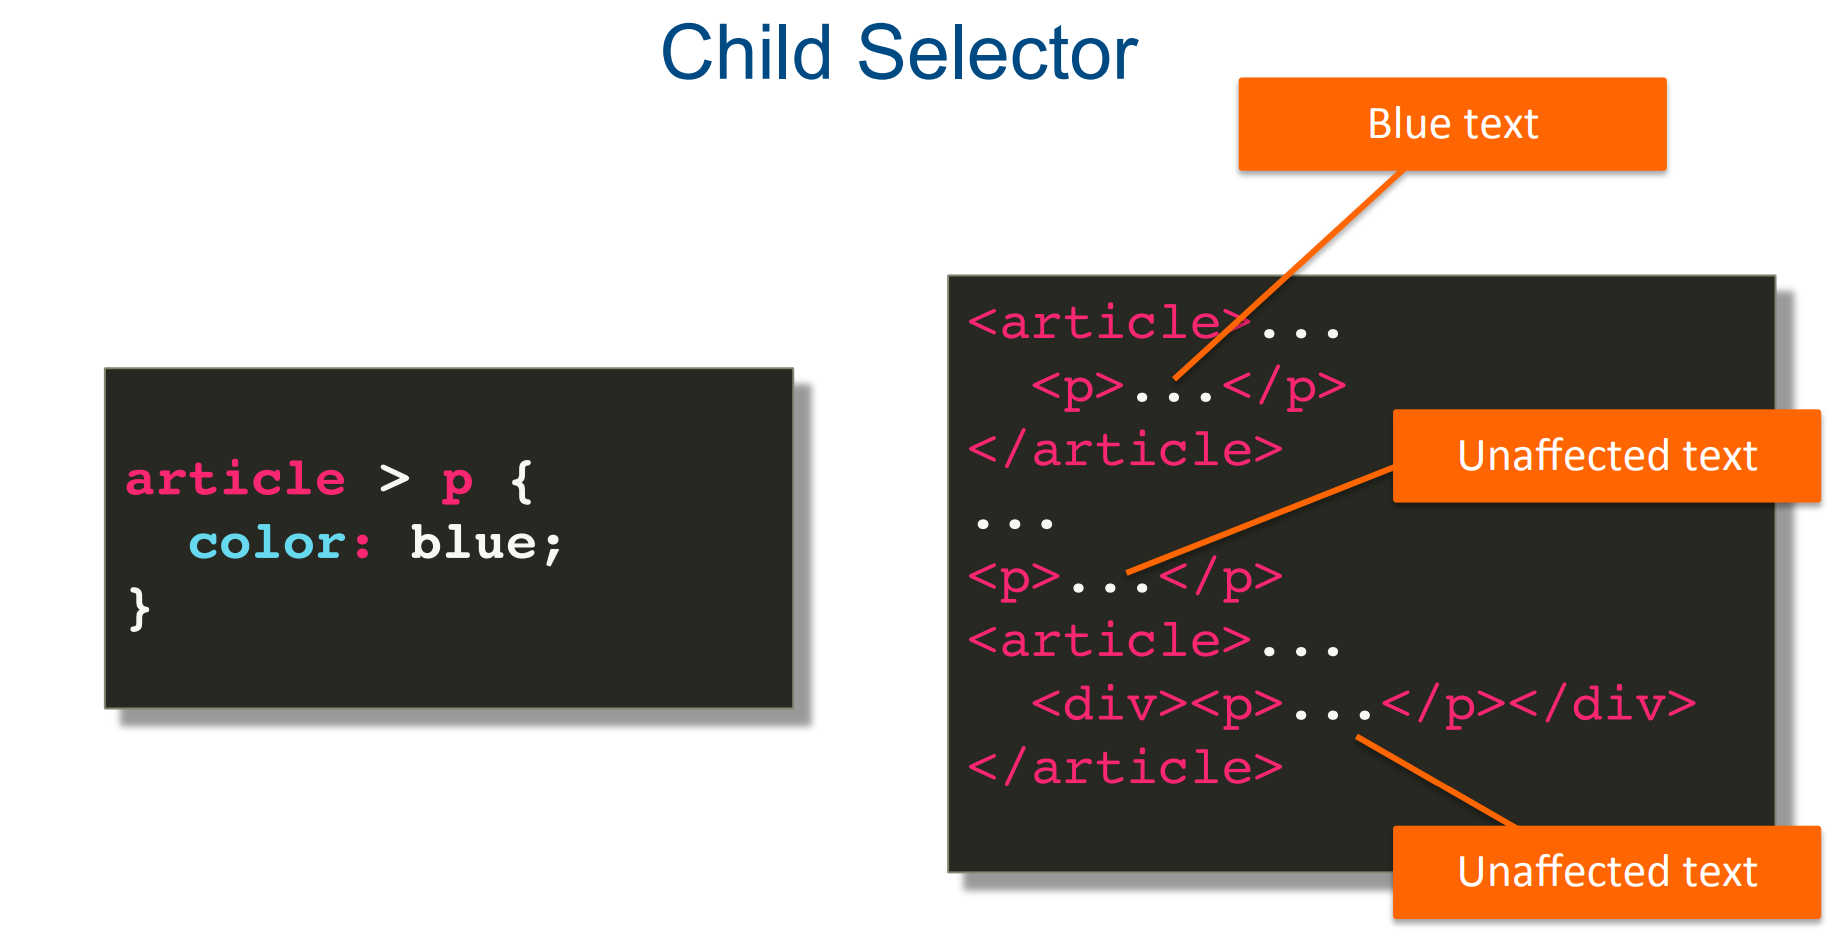 Child Selector
Blue text
article > p {
  color: blue;
}
<article>...
  <p>...</p>
</article>
Unaffected text
...
<p>...</p>
<article>...
  <div><p>...</p></div>
</article>
Unaffected text